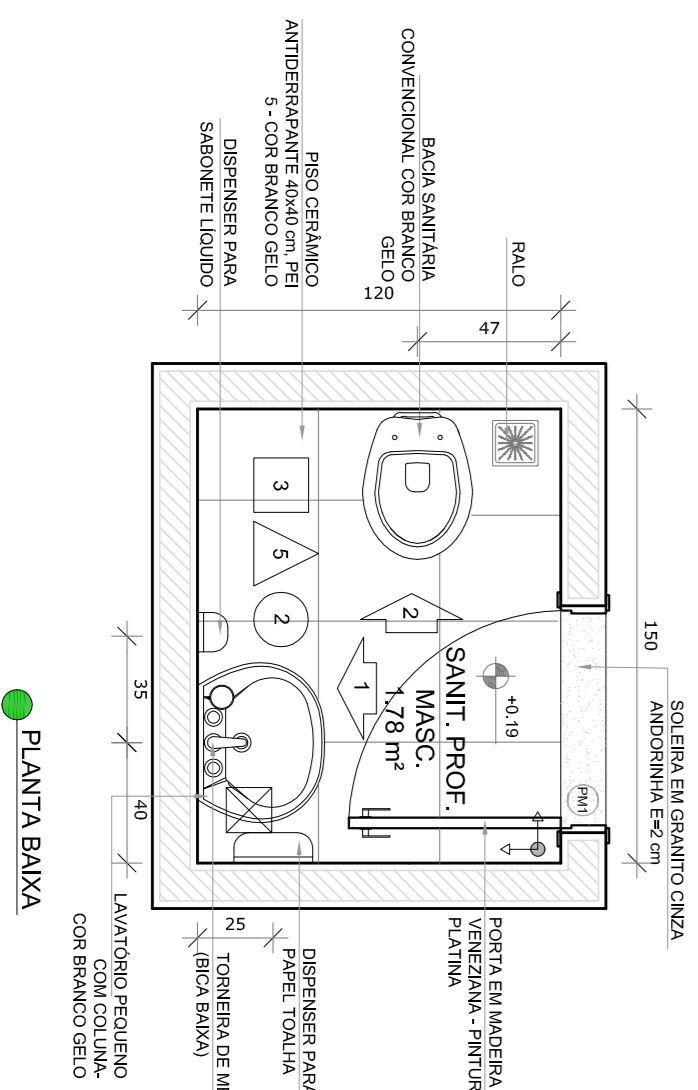 SOLEIRA EM GRANITO CINZA
ANDORINHA E=2 cm
150
RALO
BACIA SANITÁRIA
CONVENCIONAL COR BRANCO
GELO
PISO CERÂMICO
ANTIDERRAPANTE 40x40 cm, PEI
5 - COR BRANCO GELO
DISPENSER PARA
SABONETE LÍQUIDO
120
47
PM1
+0.19
SANIT. PROF.
MASC.
1.78 m²
2
1
3
5
2
35
40
25
PORTA EM MADEIRA
VENEZIANA - PINTUR
PLATINA
DISPENSER PARA
PAPEL TOALHA
TORNEIRA DE M
(BICA BAIXA)
LAVATÓRIO PEQUENO
COM COLUNA-
COR BRANCO GELO
PLANTA BAIXA